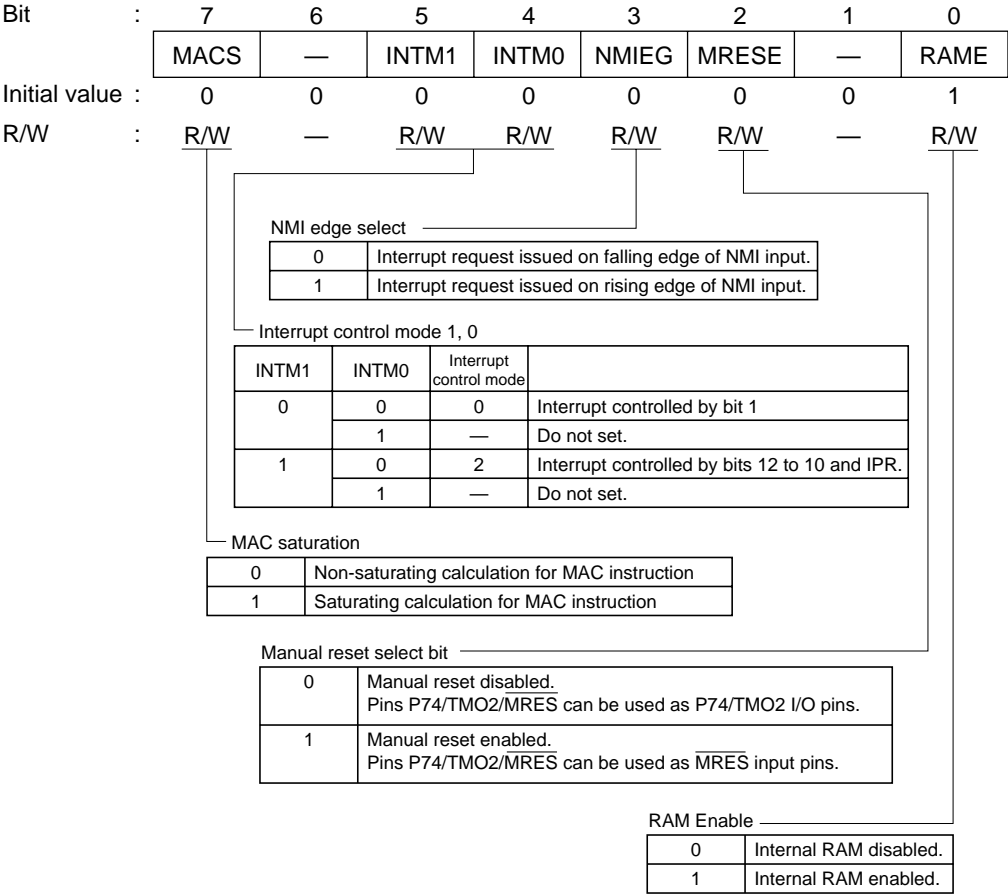 Bit : 7 6 5 4 3 2 1 0
MACS — INTM1 INTM0 NMIEG MRESE — RAME
Initial value : 0 0 0 0 0 0 0 1
R/W : R/W — R/W R/W R/W R/W — R/W
NMI edge select
0 Interrupt request issued on falling edge of NMI input.
1 Interrupt request issued on rising edge of NMI input.
Interrupt control mode 1, 0
INTM1 INTM0 Interrupt
control mode
0 0 0 Interrupt controlled by bit 1
1 — Do not set.
1 0 2 Interrupt controlled by bits 12 to 10 and IPR.
1 — Do not set.
MAC saturation
0 Non-saturating calculation for MAC instruction
1 Saturating calculation for MAC instruction
Manual reset select bit
0 Manual reset disabled.
Pins P74/TMO2/M̅R̅E̅S̅ can be used as P74/TMO2 I/O pins.
1 Manual reset enabled.
Pins P74/TMO2/M̅R̅E̅S̅ can be used as M̅R̅E̅S̅ input pins.
RAM Enable
0 Internal RAM disabled.
1 Internal RAM enabled.